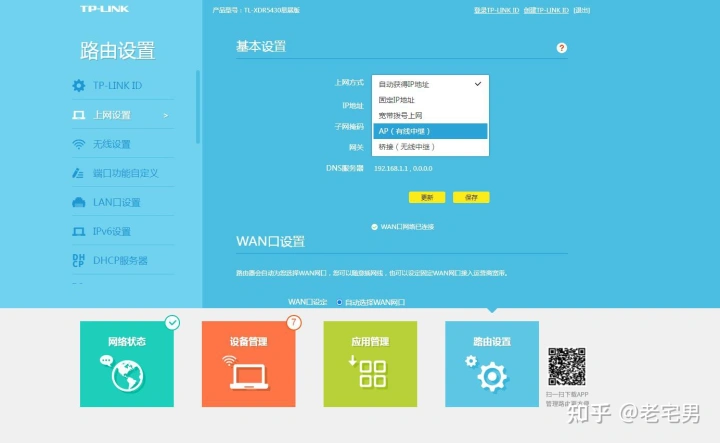 TP-LINK
产品型号：TL-XDR5430易展版
登录TP-LINK ID 创建TP-LINK ID [退出]
路由设置
TP-LINK ID
上网设置 >
无线设置
端口功能自定义
LAN口设置
IPv6设置
DHCP DHCP服务器
基本设置 ?
上网方式 自动获得IP地址
固定IP地址
宽带拨号上网
AP（有线中继）
桥接（无线中继）
IP地址
子网掩码
网关
DNS服务器 192.168.1.1 , 0.0.0.0
更新 保存
WAN口网络已连接
WAN口设置
路由器会自动为您选择WAN网口，您可以随意插网线，也可以设定固定WAN网口接入运营商宽带。
WAN口设定 自动选择WAN网口
网络状态
设备管理 7
应用管理
路由设置
扫一扫下载APP
管理路由更方便
知乎 @老宅男